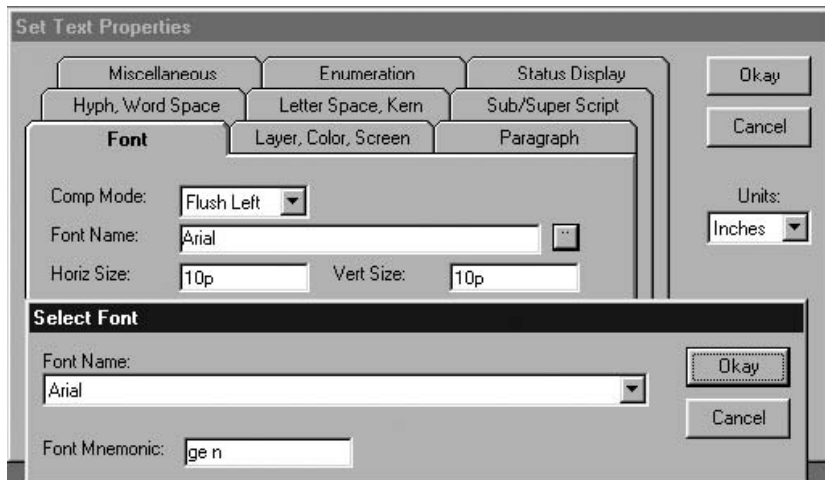 Set Text Properties
Miscellaneous Enumeration Status Display
Hyph, Word Space Letter Space, Kern Sub/Super Script
Font Layer, Color, Screen Paragraph
Okay
Cancel
Comp Mode: Flush Left
Units:
Font Name: Arial ..
Inches
Horiz Size: 10p Vert Size: 10p
Select Font
Font Name:
Arial
Okay
Cancel
Font Mnemonic: ge n